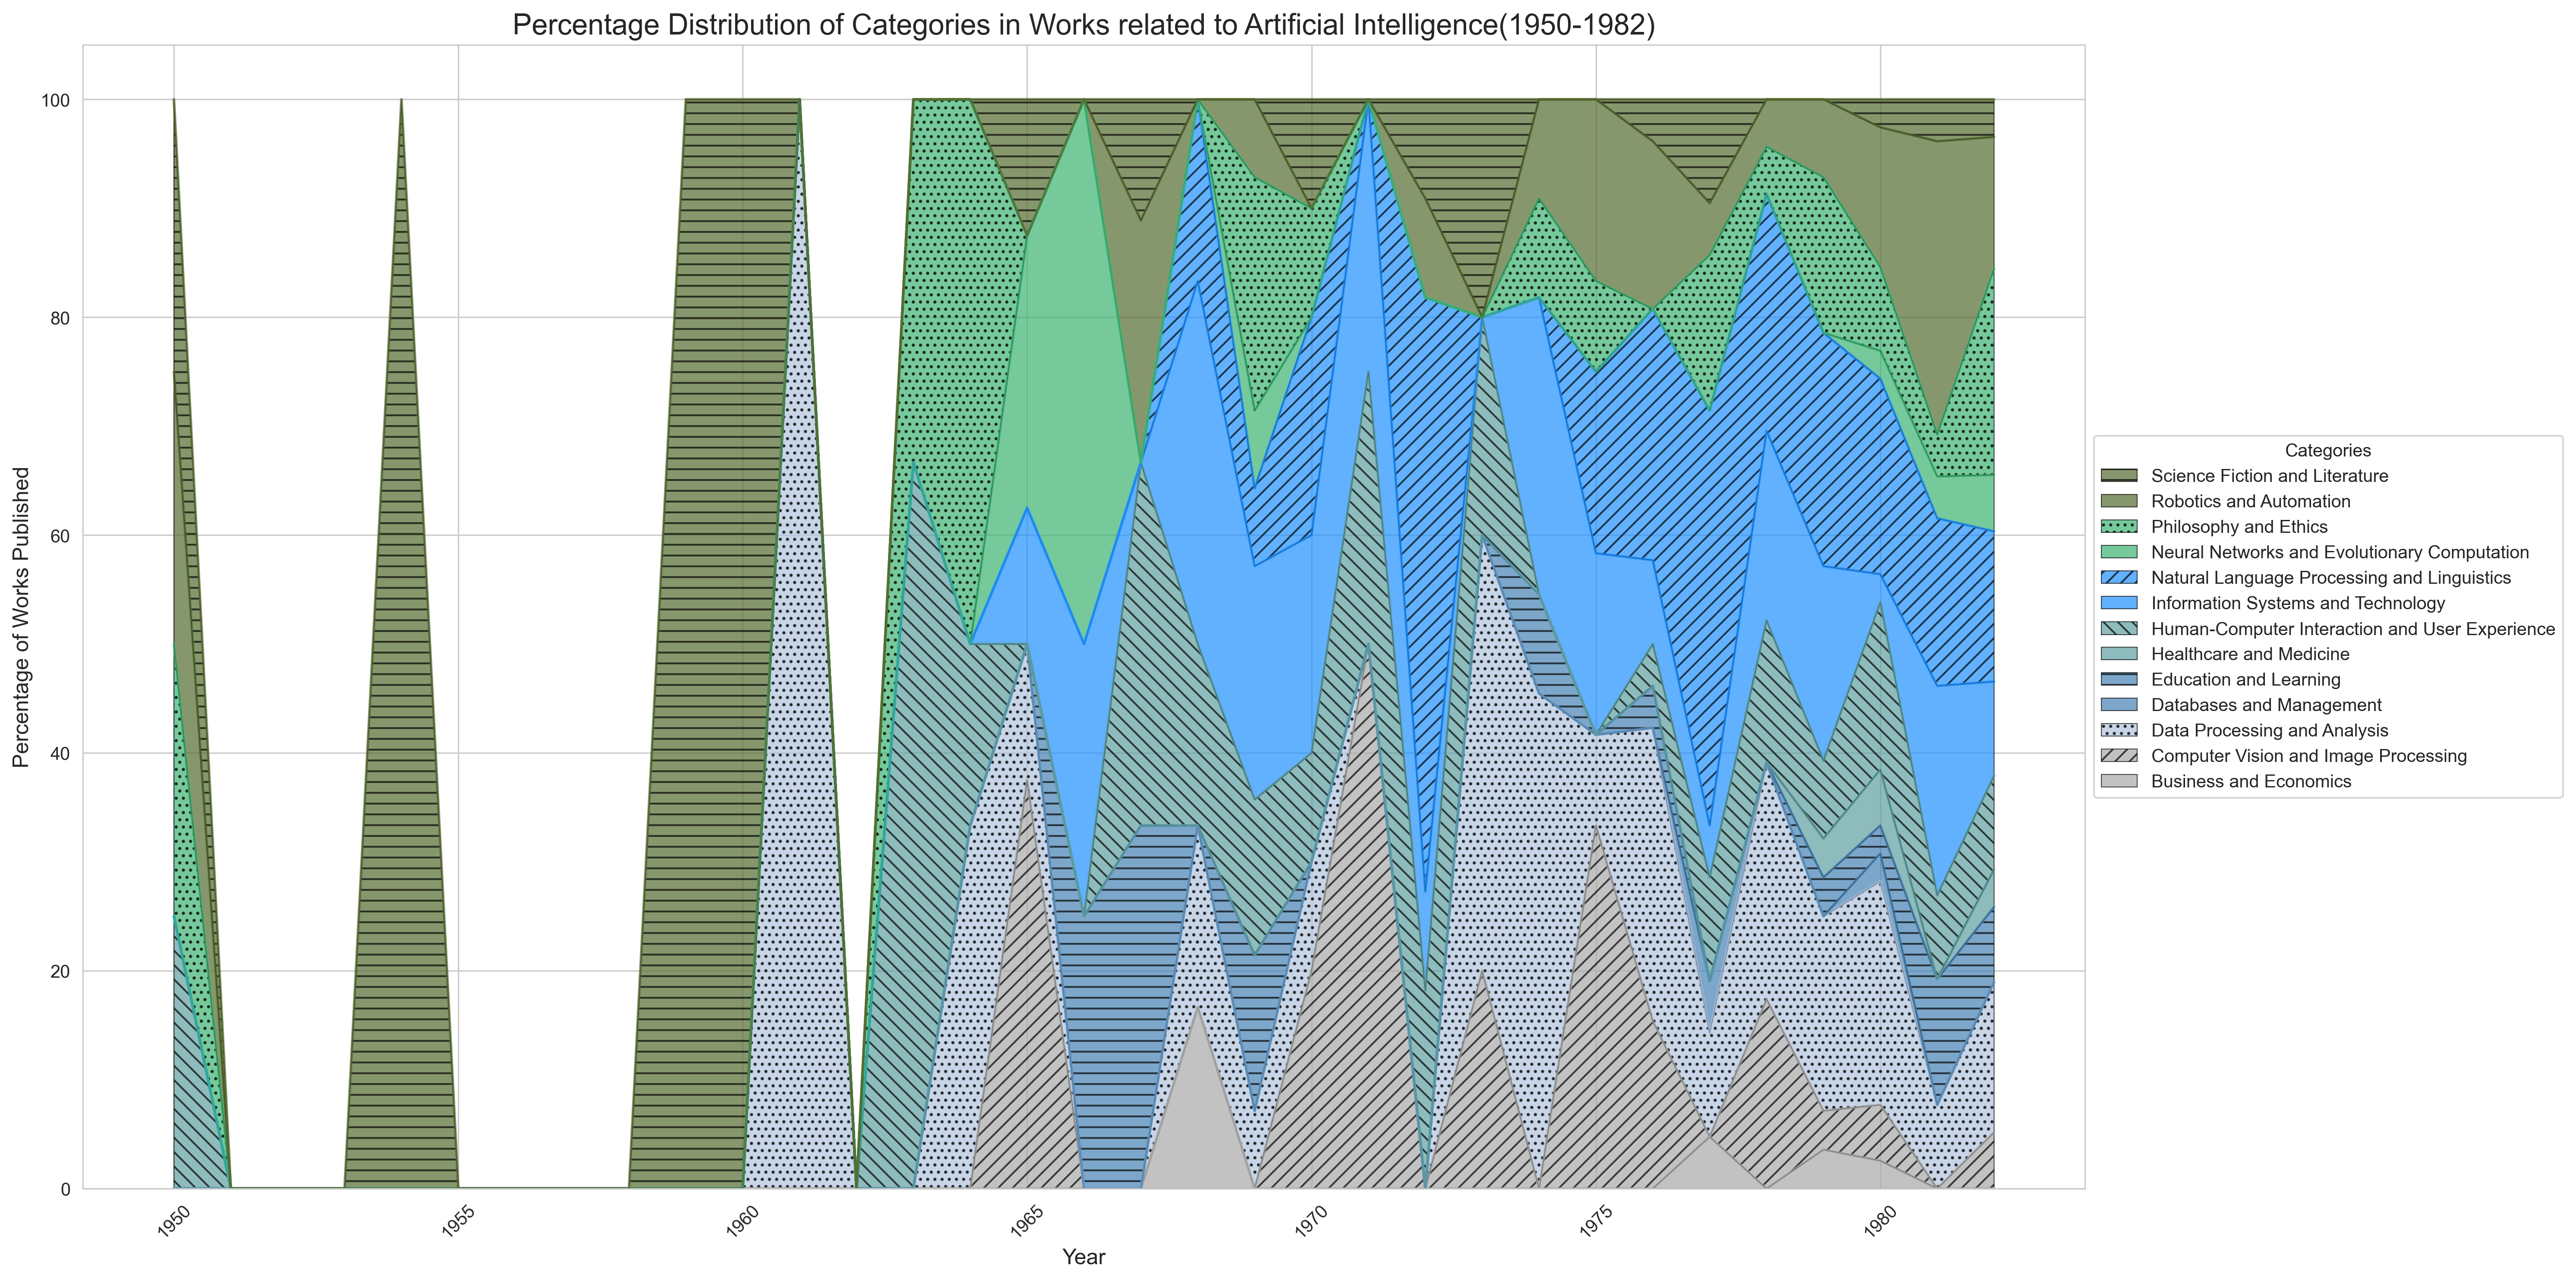 Percentage Distribution of Categories in Works related to Artificial Intelligence(1950-1982)
100
80
60
40
20
0
Percentage of Works Published
1950
1955
1960
1965
1970
1975
1980
Year
Categories
Science Fiction and Literature
Robotics and Automation
Philosophy and Ethics
Neural Networks and Evolutionary Computation
Natural Language Processing and Linguistics
Information Systems and Technology
Human-Computer Interaction and User Experience
Healthcare and Medicine
Education and Learning
Databases and Management
Data Processing and Analysis
Computer Vision and Image Processing
Business and Economics